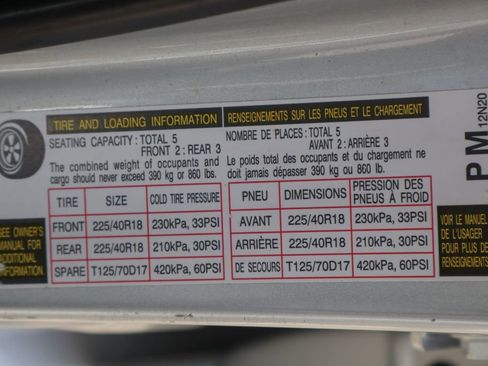 TIRE AND LOADING INFORMATION
SEATING CAPACITY : TOTAL 5
FRONT 2 : REAR 3
The combined weight of occupants and
cargo should never exceed 390 kg or 860 lbs.
TIRE SIZE COLD TIRE PRESSURE
FRONT 225/40R18 230kPa, 33PSI
REAR 225/40R18 210kPa, 30PSI
SPARE T125/70D17 420kPa, 60PSI
SEE OWNER'S
MANUAL FOR
ADDITIONAL
INFORMATION.
RENSEIGNEMENTS SUR LES PNEUS ET LE CHARGEMENT
NOMBRE DE PLACES : TOTAL 5
AVANT 2 : ARRIÈRE 3
Le poids total des occupants et du chargement ne
doit jamais dépasser 390 kg ou 860 lb.
PNEU DIMENSIONS PRESSION DES
PNEUS À FROID
AVANT 225/40R18 230kPa, 33PSI
ARRIÈRE 225/40R18 210kPa, 30PSI
DE SECOURS T125/70D17 420kPa, 60PSI
VOIR LE MANUEL
DE L'USAGER
POUR PLUS DE
PM
12N20